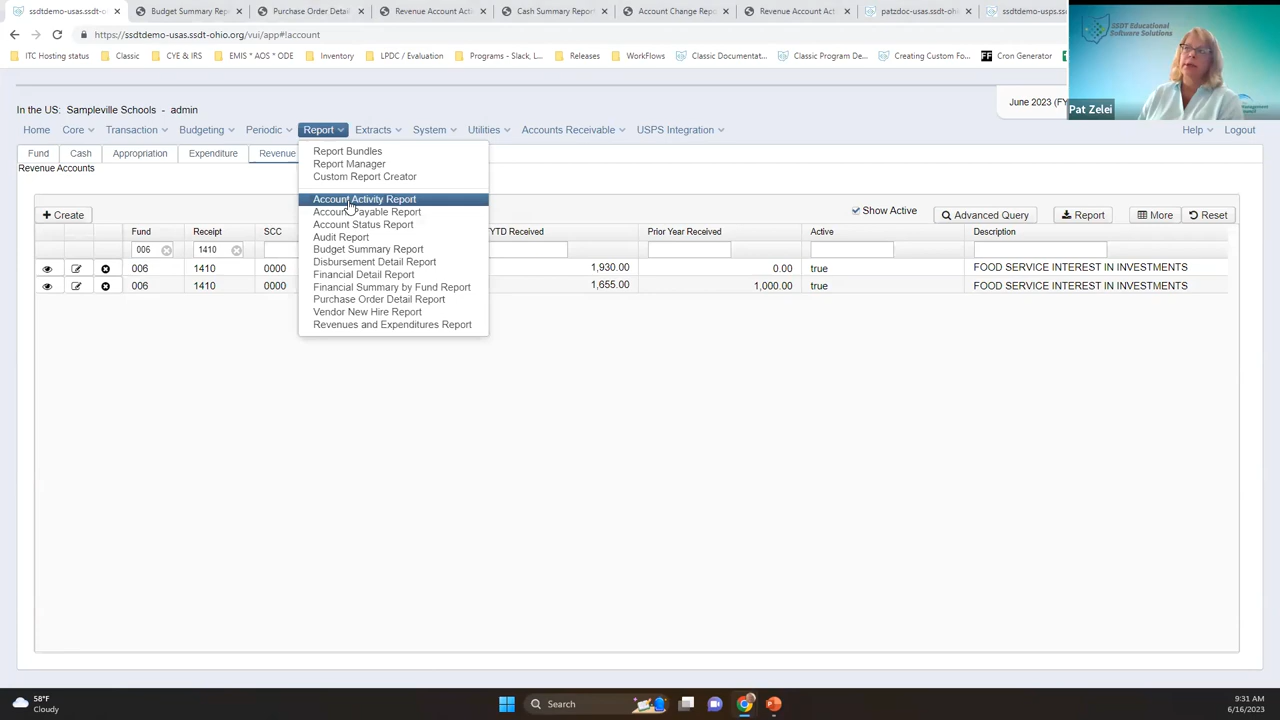 ssdtdemo-usas.ssdt-o
Budget Summary Rep
Purchase Order Detail
Revenue Account Acti
Cash Summary Report
Account Change Re
Revenue Account Act
patzdoc-usas.ssdt-ohi
ssdtdemo-usps.ss
https://ssdtdemo-usas.ssdt-ohio.org/vui/app#!account
ITC Hosting status
Classic
CYE & IRS
EMIS * AOS * ODE
Inventory
LPDC / Evaluation
Programs - Slack, L...
Releases
WorkFlows
Classic Documentat...
Classic Program De...
Creating Custom Fo...
Cron Generator
SSDT Educational
Software Solutions
Pat Zelei
In the US: Sampleville Schools - admin
June 2023 (FY
Home Core Transaction Budgeting Periodic Report Extracts System Utilities Accounts Receivable USPS Integration Help Logout
Fund Cash Appropriation Expenditure Revenue
Revenue Accounts
Report Bundles
Report Manager
Custom Report Creator
Account Activity Report
Account Payable Report
Account Status Report
Audit Report
Budget Summary Report
Disbursement Detail Report
Financial Detail Report
Financial Summary by Fund Report
Purchase Order Detail Report
Vendor New Hire Report
Revenues and Expenditures Report
Create
Show Active Advanced Query Report More Reset
Fund Receipt SCC YTD Received Prior Year Received Active Description
006 1410
006 1410 0000 1,930.00 0.00 true FOOD SERVICE INTEREST IN INVESTMENTS
006 1410 0000 1,655.00 1,000.00 true FOOD SERVICE INTEREST IN INVESTMENTS
58°F
Cloudy
Search
9:31 AM
6/16/2023